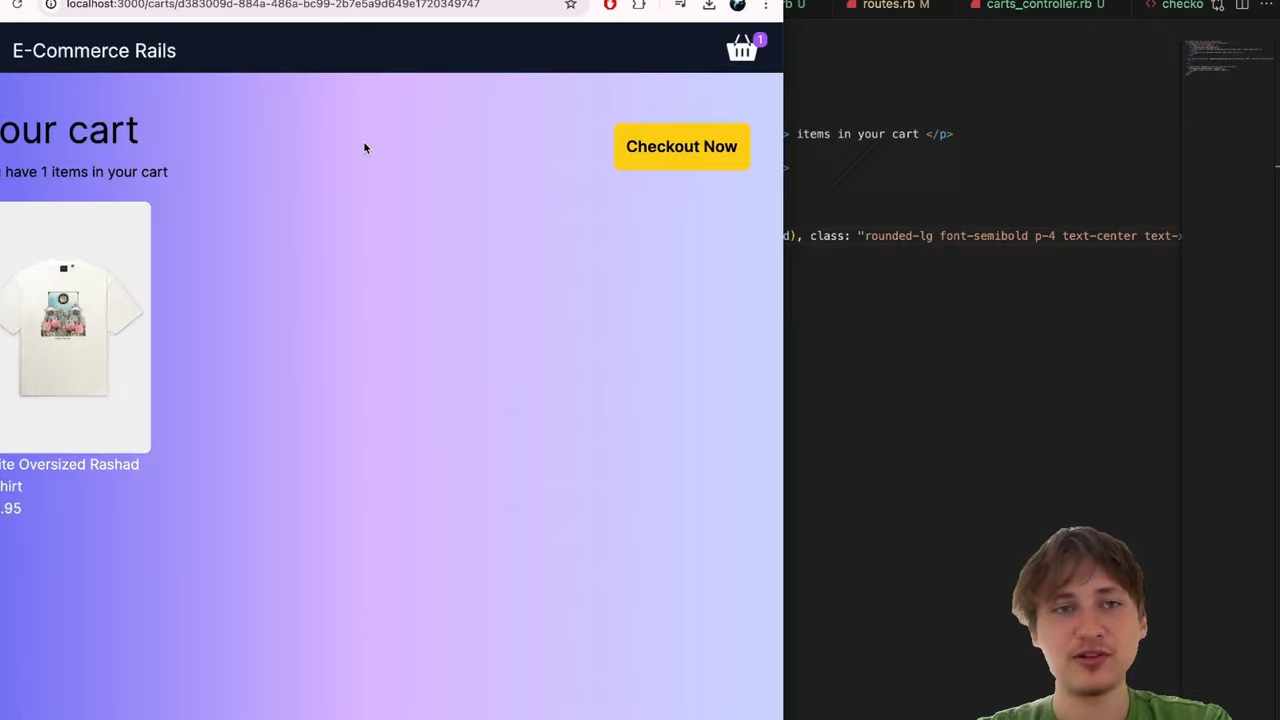 localhost:3000/carts/d383009d-884a-486a-bc99-2b7e5a9d649e1720349747
rb U
routes.rb M
carts_controller.rb U
<> checko
E-Commerce Rails
1
our cart
Checkout Now
have 1 items in your cart
> items in your cart </p>
>
d), class: "rounded-lg font-semibold p-4 text-center text-x
ite Oversized Rashad
hirt
.95